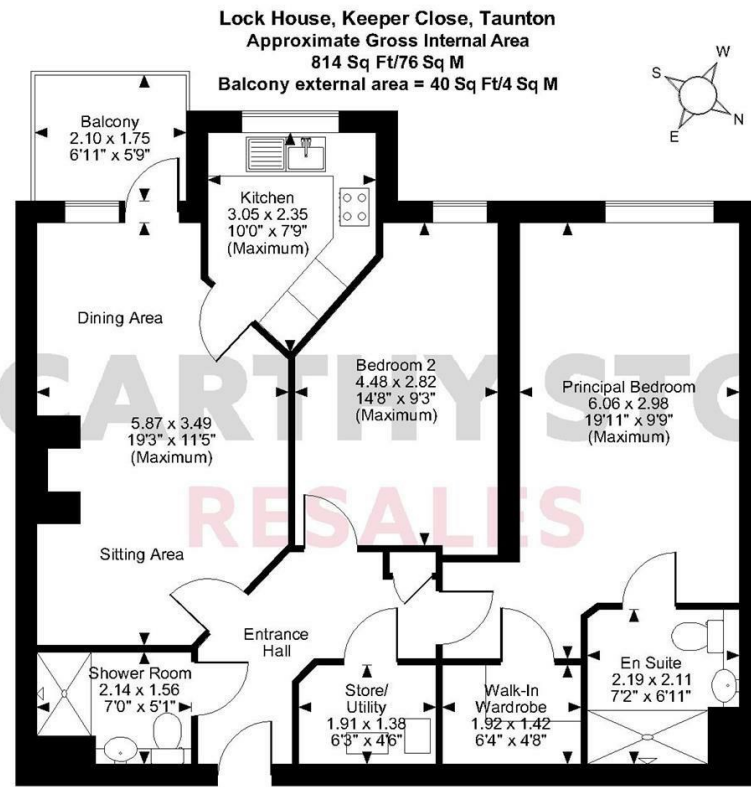 Lock House, Keeper Close, Taunton
Approximate Gross Internal Area
814 Sq Ft/76 Sq M
Balcony external area = 40 Sq Ft/4 Sq M
W
S
N
E
Balcony
2.10 x 1.75
6'11" x 5'9"
Kitchen
3.05 x 2.35
10'0" x 7'9"
(Maximum)
Dining Area
Bedroom 2
4.48 x 2.82
14'8" x 9'3"
(Maximum)
Principal Bedroom
6.06 x 2.98
19'11" x 9'9"
(Maximum)
5.87 x 3.49
19'3" x 11'5"
(Maximum)
CARTHY STO
RESALES
Sitting Area
Entrance
Hall
Shower Room
2.14 x 1.56
7'0" x 5'1"
Store/
Utility
1.91 x 1.38
6'3" x 4'6"
Walk-In
Wardrobe
1.92 x 1.42
6'4" x 4'8"
En Suite
2.19 x 2.11
7'2" x 6'11"